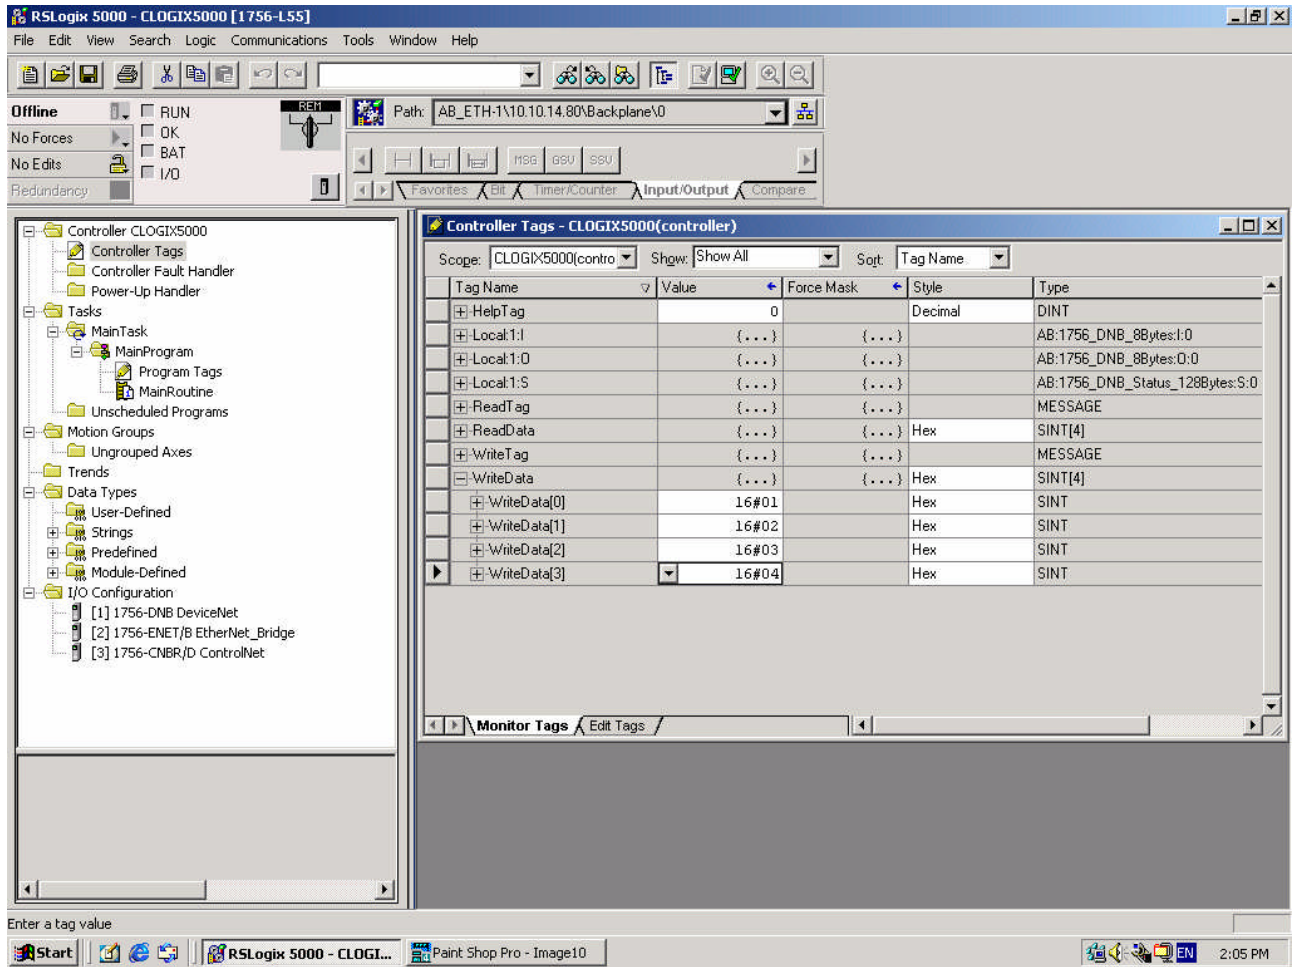 RSLogix 5000 - CLOGIX5000 [1756-L55]
File Edit View Search Logic Communications Tools Window Help
Offline
RUN
No Forces
OK
No Edits
BAT
Redundancy
I/O
REM
Path: AB_ETH-1\10.10.14.80\Backplane\0
MSG GSV SSV
Favorites Bit Timer/Counter Input/Output Compare
Controller CLOGIX5000
Controller Tags
Controller Fault Handler
Power-Up Handler
Tasks
MainTask
MainProgram
Program Tags
MainRoutine
Unscheduled Programs
Motion Groups
Ungrouped Axes
Trends
Data Types
User-Defined
Strings
Predefined
Module-Defined
I/O Configuration
[1] 1756-DNB DeviceNet
[2] 1756-ENET/B EtherNet_Bridge
[3] 1756-CNBR/D ControlNet
Controller Tags - CLOGIX5000(controller)
Scope: CLOGIX5000(contro Show: Show All Sort: Tag Name
Tag Name Value Force Mask Style Type
HelpTag 0 Decimal DINT
Local:1:I {...} {...} AB:1756_DNB_8Bytes:I:0
Local:1:O {...} {...} AB:1756_DNB_8Bytes:O:0
Local:1:S {...} {...} AB:1756_DNB_Status_128Bytes:S:0
ReadTag {...} {...} MESSAGE
ReadData {...} {...} Hex SINT[4]
WriteTag {...} {...} MESSAGE
WriteData {...} {...} Hex SINT[4]
WriteData[0] 16#01 Hex SINT
WriteData[1] 16#02 Hex SINT
WriteData[2] 16#03 Hex SINT
WriteData[3] 16#04 Hex SINT
Monitor Tags Edit Tags
Enter a tag value
Start RSLogix 5000 - CLOGI... Paint Shop Pro - Image10 EN 2:05 PM